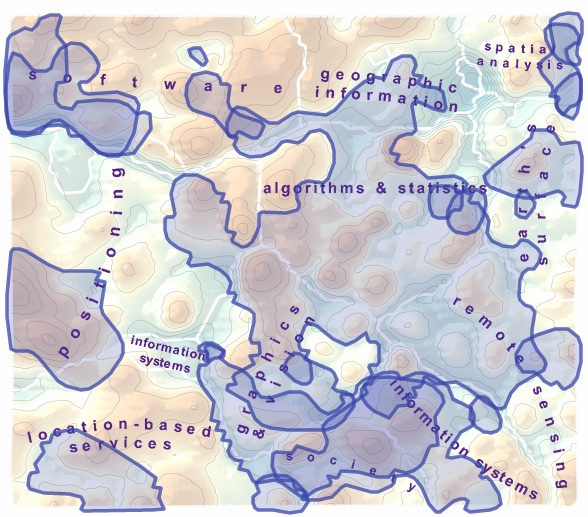 spatial
analysis
software
geographic
information
algorithms & statistics
earth's
surface
positioning
information
systems
graphics
& vision
remote sensing
location-based
services
information systems
society